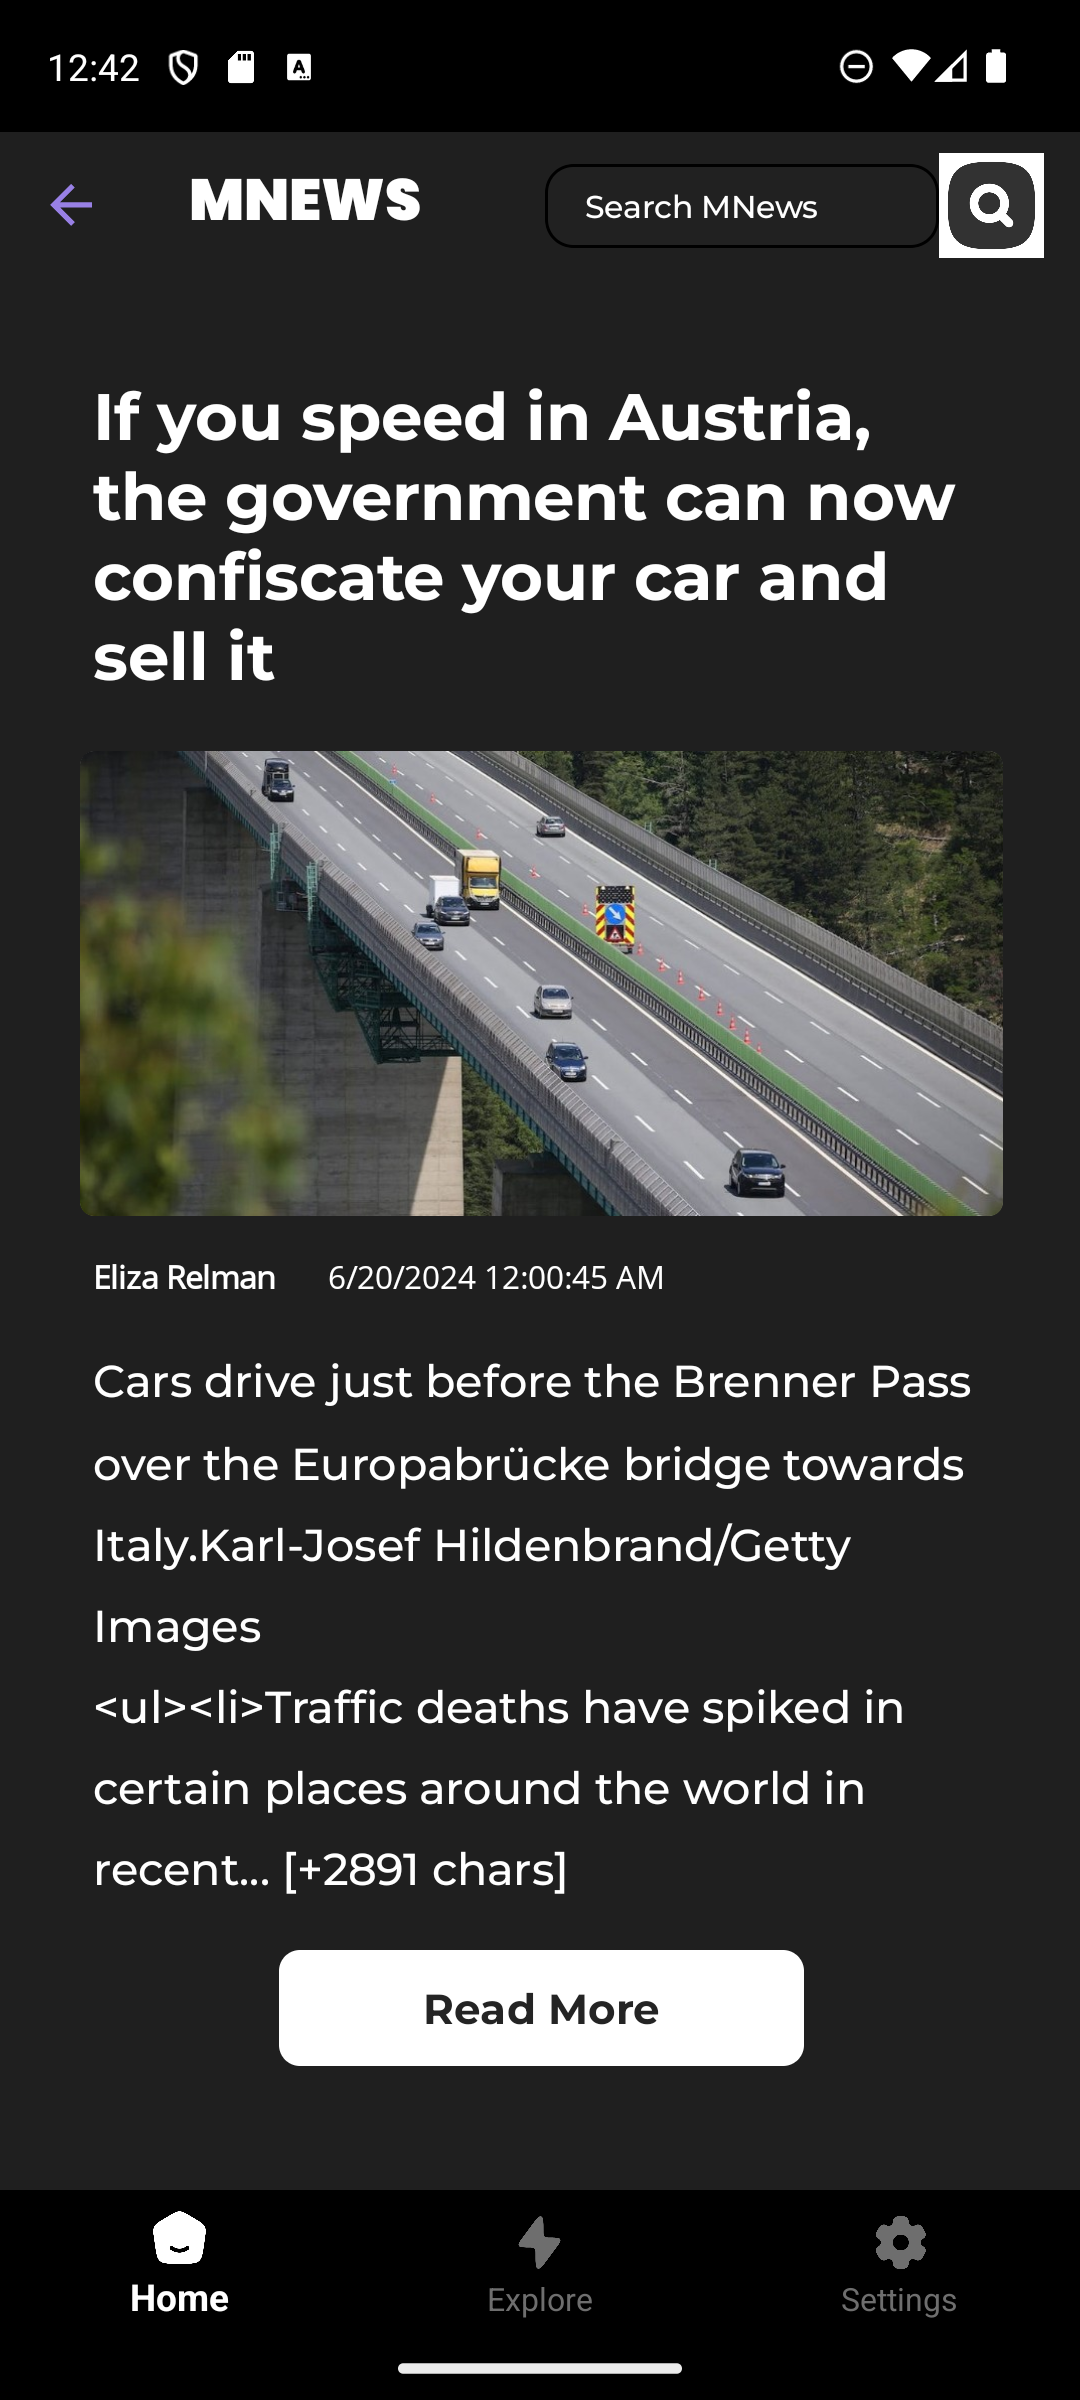 12:42
MNEWS
Search MNews
If you speed in Austria,
the government can now
confiscate your car and
sell it
Eliza Relman 6/20/2024 12:00:45 AM
Cars drive just before the Brenner Pass
over the Europabrücke bridge towards
Italy.Karl-Josef Hildenbrand/Getty
Images
<ul><li>Traffic deaths have spiked in
certain places around the world in
recent... [+2891 chars]
Read More
Home Explore Settings